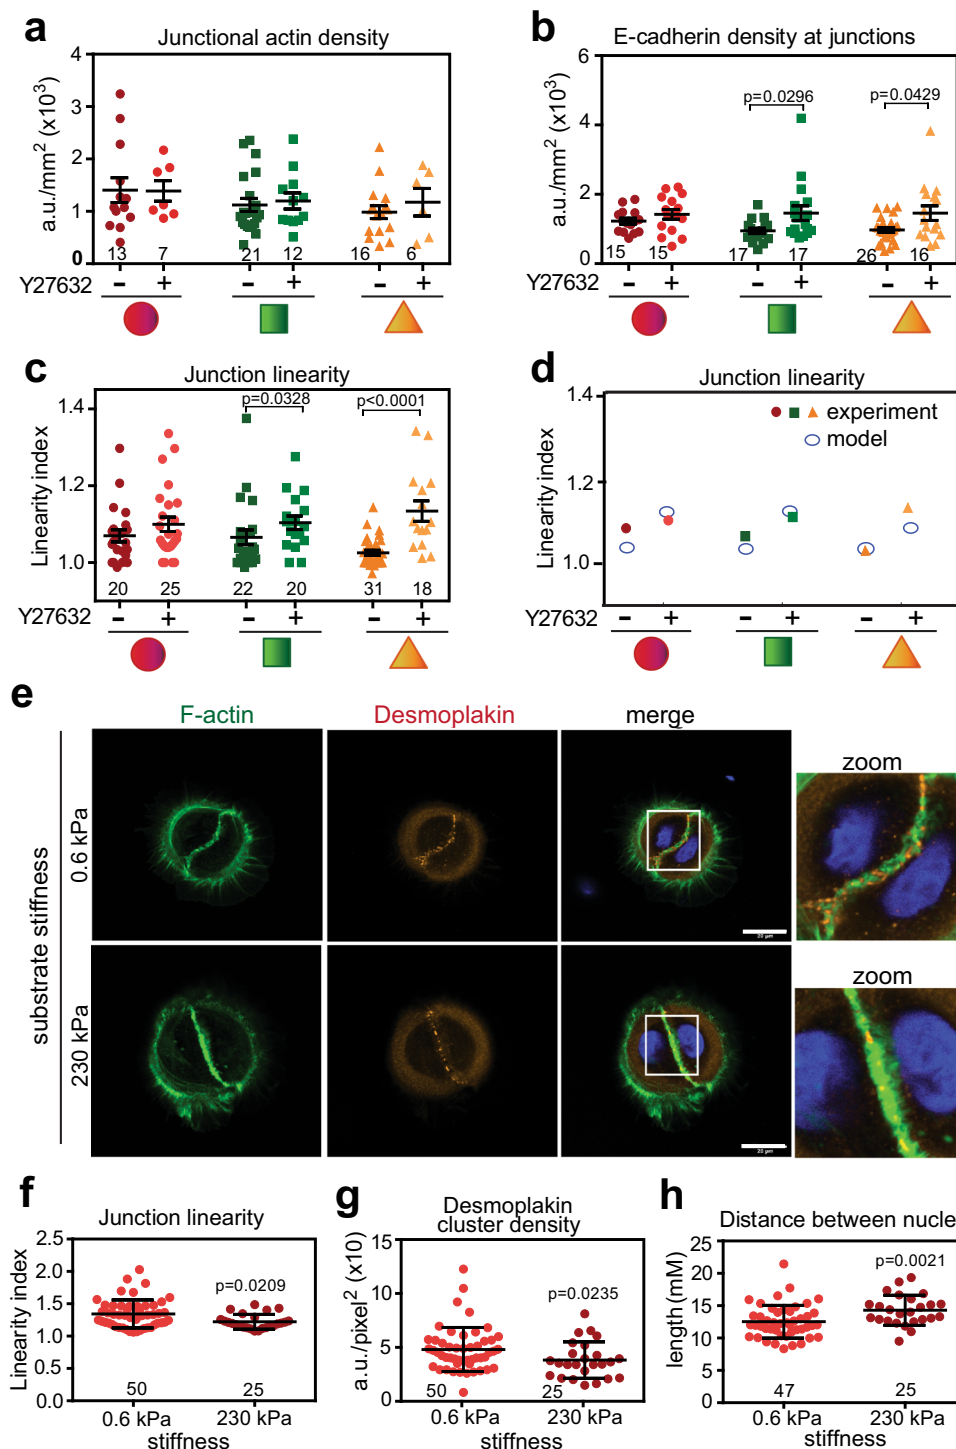 a
Junctional actin density
a.u./mm² (x10³)
4
3
2
1
0
13
7
21
12
16
6
Y27632
- + - + - +
b
E-cadherin density at junctions
a.u./mm² (x10³)
6
4
2
0
p=0.0296
p=0.0429
15
15
17
17
26
16
Y27632
- + - + - +
c
Junction linearity
Linearity index
1.4
1.2
1.0
p=0.0328
p<0.0001
20
25
22
20
31
18
Y27632
- + - + - +
d
Junction linearity
Linearity index
1.4
1.2
1.0
experiment
model
Y27632
- + - + - +
e
F-actin
Desmoplakin
merge
zoom
substrate stiffness
0.6 kPa
20 µm
zoom
230 kPa
20 µm
f
Junction linearity
Linearity index
2.5
2.0
1.5
1.0
0.5
0.0
p=0.0209
50
25
0.6 kPa
230 kPa
stiffness
g
Desmoplakin
cluster density
a.u./pixel² (x10)
15
10
5
0
p=0.0235
50
25
0.6 kPa
230 kPa
stiffness
h
Distance between nucle
length (mM)
25
20
15
10
5
0
p=0.0021
47
25
0.6 kPa
230 kPa
stiffness